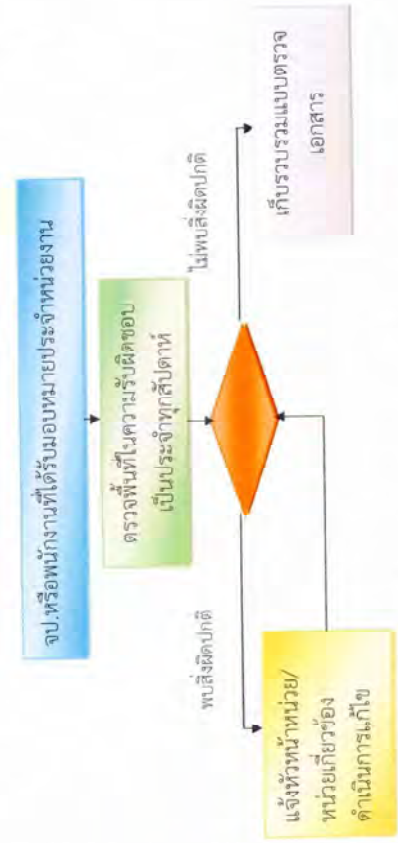 จป.หรือพนักงานที่ได้รับมอบหมายประจำหน่วยงาน
ตรวจพื้นที่ในความรับผิดชอบ
เป็นประจำทุกสัปดาห์
พบสิ่งผิดปกติ
ไม่พบสิ่งผิดปกติ
แจ้งหัวหน้าหน่วย/
หน่วยเกี่ยวข้อง
ดำเนินการแก้ไข
เก็บรวบรวมแบบตรวจ
เอกสาร